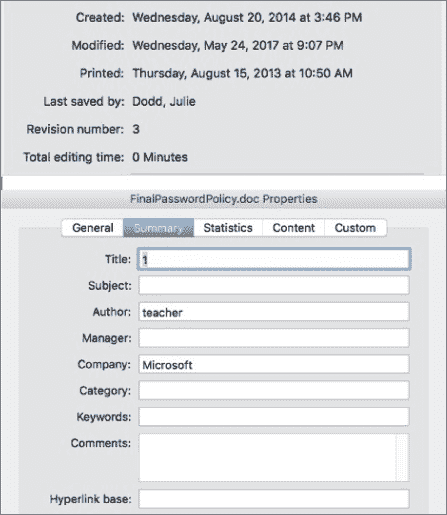 Created: Wednesday, August 20, 2014 at 3:46 PM
Modified: Wednesday, May 24, 2017 at 9:07 PM
Printed: Thursday, August 15, 2013 at 10:50 AM
Last saved by: Dodd, Julie
Revision number: 3
Total editing time: 0 Minutes
FinalPasswordPolicy.doc Properties
General Summary Statistics Content Custom
Title: 1
Subject:
Author: teacher
Manager:
Company: Microsoft
Category:
Keywords:
Comments:
Hyperlink base: